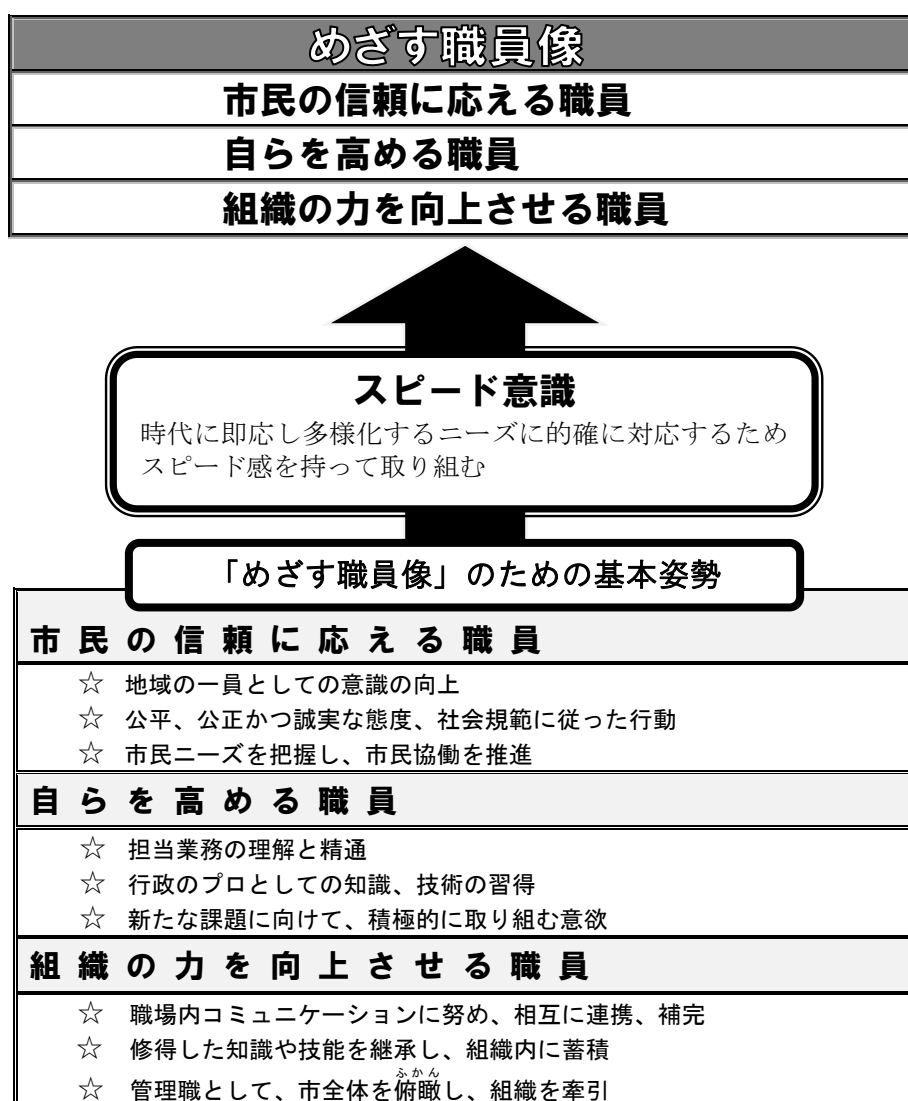 めざす職員像
市民の信頼に応える職員
自らを高める職員
組織の力を向上させる職員
スピード意識
時代に即応し多様化するニーズに的確に対応するため
スピード感を持って取り組む
「めざす職員像」のための基本姿勢
市民の信頼に応える職員
☆ 地域の一員としての意識の向上
☆ 公平、公正かつ誠実な態度、社会規範に従った行動
☆ 市民ニーズを把握し、市民協働を推進
自らを高める職員
☆ 担当業務の理解と精通
☆ 行政のプロとしての知識、技術の習得
☆ 新たな課題に向けて、積極的に取り組む意欲
組織の力を向上させる職員
☆ 職場内コミュニケーションに努め、相互に連携、補完
☆ 修得した知識や技能を継承し、組織内に蓄積
ふかん
☆ 管理職として、市全体を俯瞰し、組織を牽引